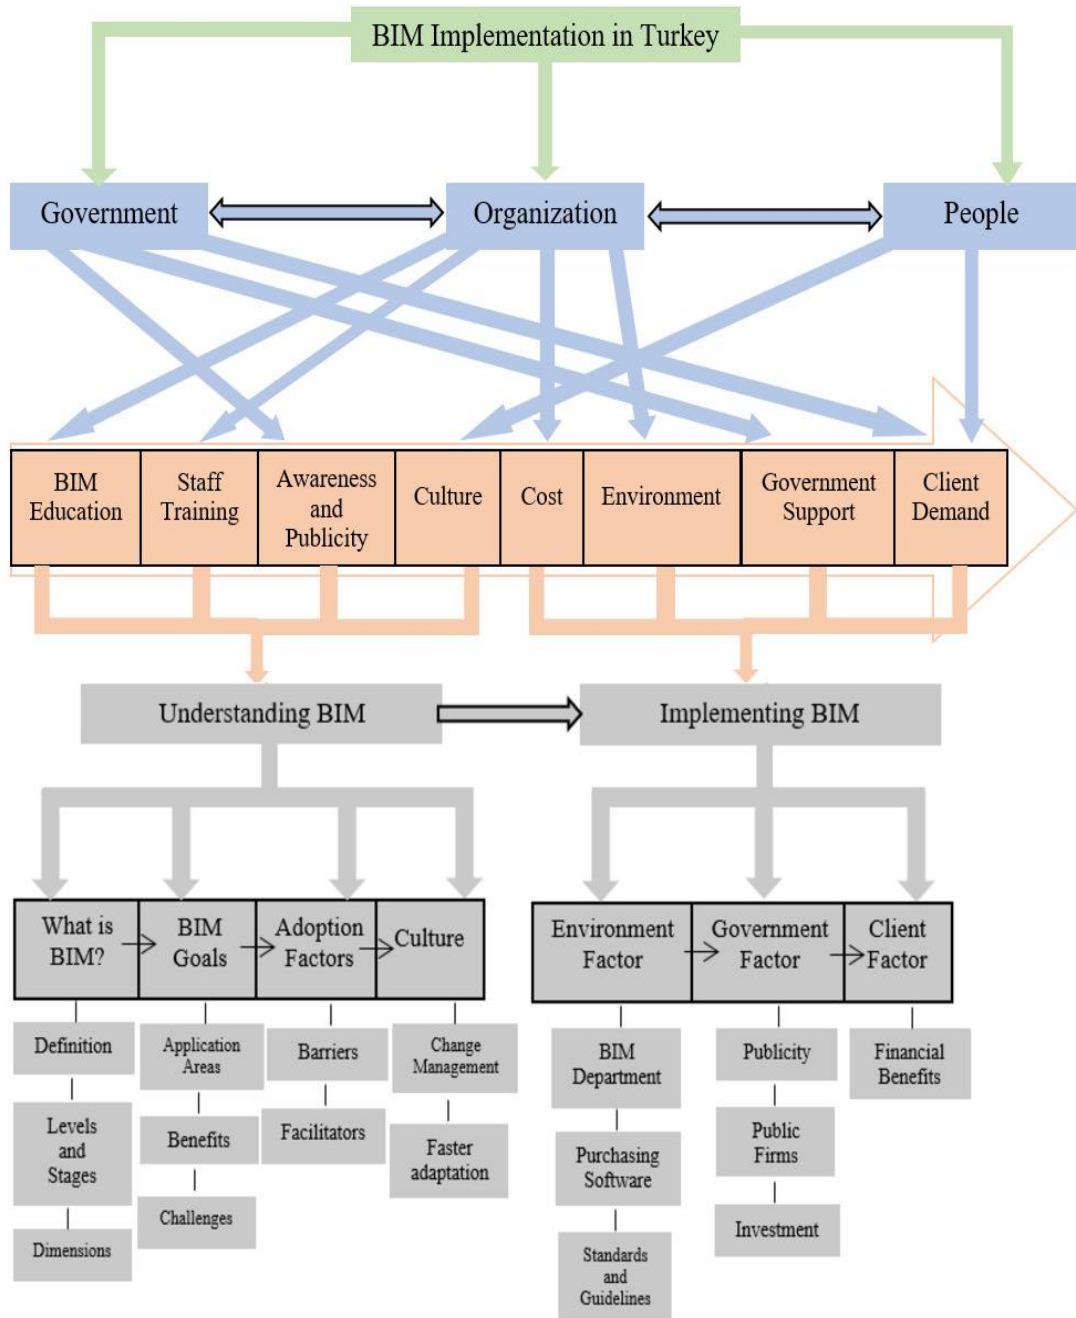 BIM Implementation in Turkey
Government
Organization
People
BIM
Education
Staff
Training
Awareness
and
Publicity
Culture
Cost
Environment
Government
Support
Client
Demand
Understanding BIM
Implementing BIM
What is
BIM?
BIM
Goals
Adoption
Factors
Culture
Environment
Factor
Government
Factor
Client
Factor
Definition
Levels
and
Stages
Dimensions
Application
Areas
Benefits
Challenges
Barriers
Facilitators
Change
Management
Faster
adaptation
BIM
Department
Purchasing
Software
Standards
and
Guidelines
Publicity
Public
Firms
Investment
Financial
Benefits